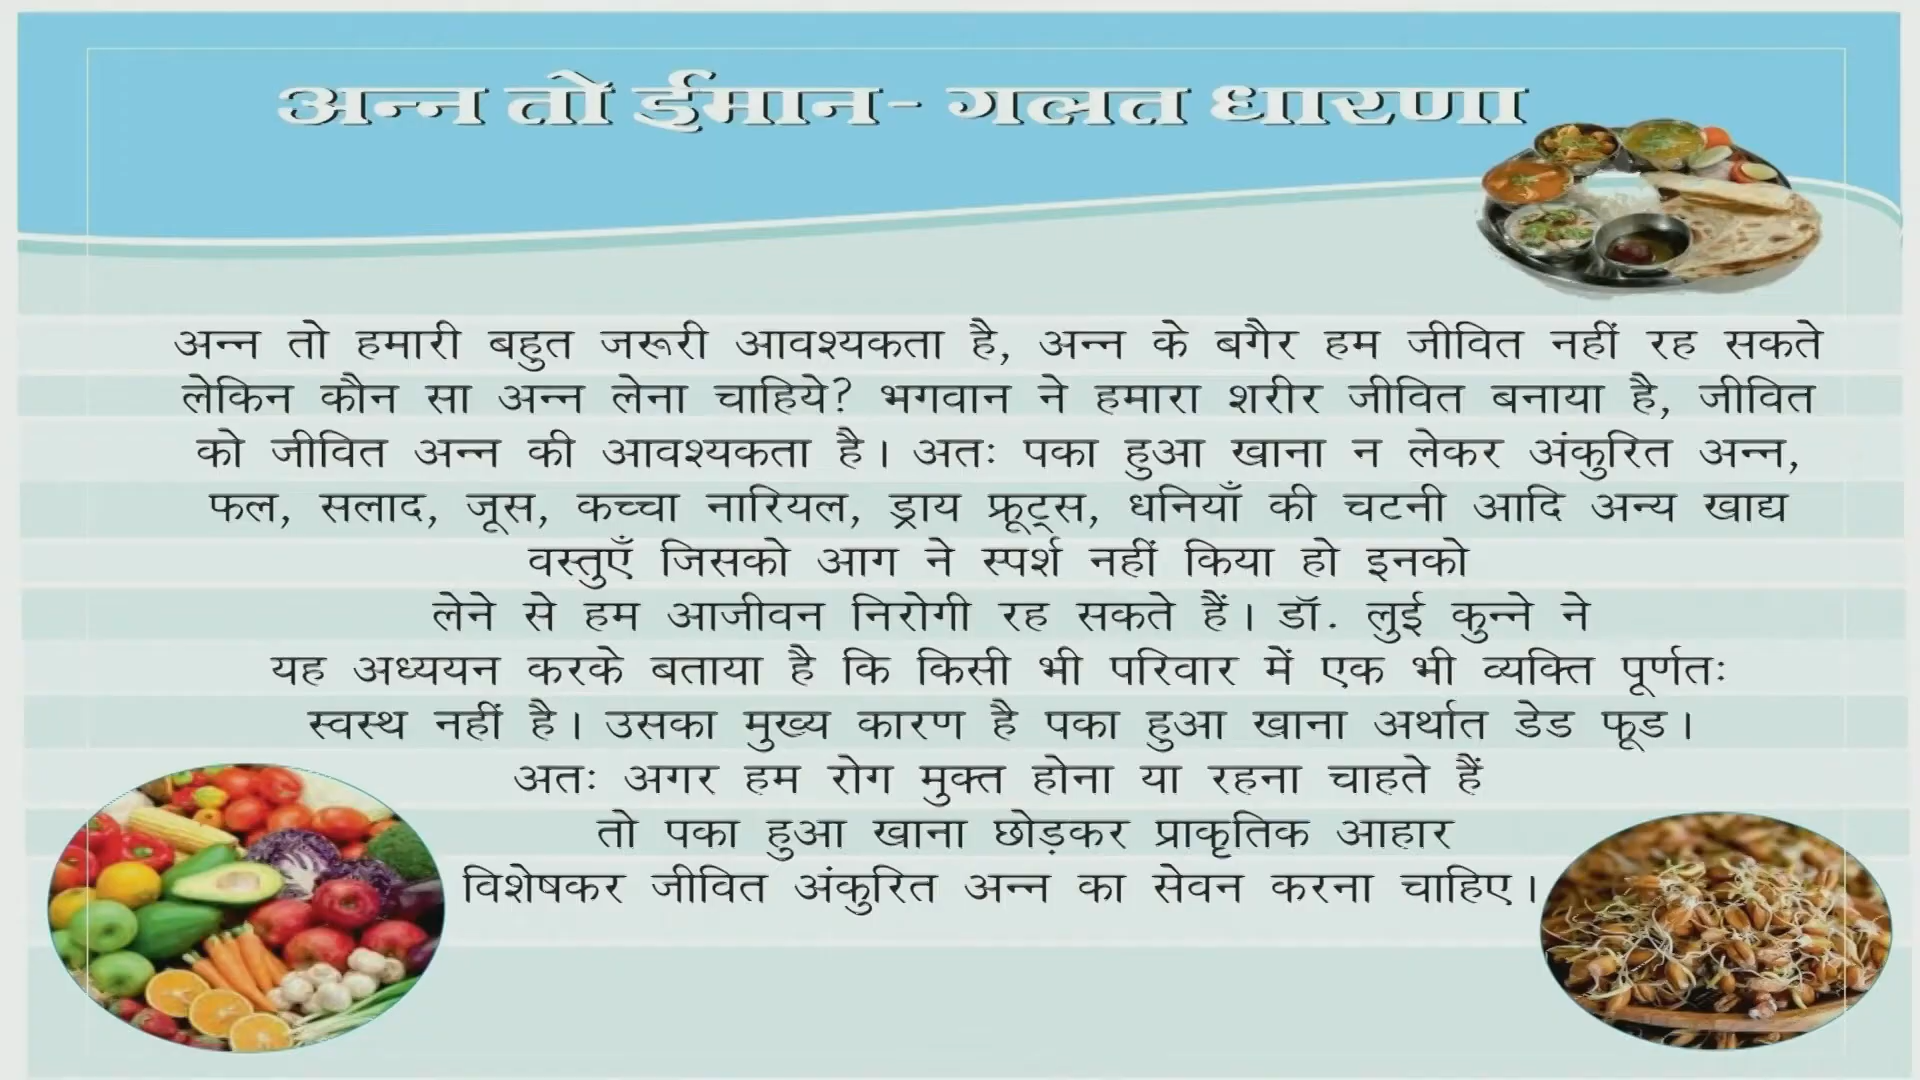 अन्न तो ईमान- गलत धारणा
अन्न तो हमारी बहुत जरूरी आवश्यकता है, अन्न के बगैर हम जीवित नहीं रह सकते
लेकिन कौन सा अन्न लेना चाहिये? भगवान ने हमारा शरीर जीवित बनाया है, जीवित
को जीवित अन्न की आवश्यकता है। अतः पका हुआ खाना न लेकर अंकुरित अन्न,
फल, सलाद, जूस, कच्चा नारियल, ड्राय फ्रूट्स, धनियाँ की चटनी आदि अन्य खाद्य
वस्तुएँ जिसको आग ने स्पर्श नहीं किया हो इनको
लेने से हम आजीवन निरोगी रह सकते हैं। डॉ. लुई कुन्ने ने
यह अध्ययन करके बताया है कि किसी भी परिवार में एक भी व्यक्ति पूर्णतः
स्वस्थ नहीं है। उसका मुख्य कारण है पका हुआ खाना अर्थात डेड फूड।
अतः अगर हम रोग मुक्त होना या रहना चाहते हैं
तो पका हुआ खाना छोड़कर प्राकृतिक आहार
विशेषकर जीवित अंकुरित अन्न का सेवन करना चाहिए।